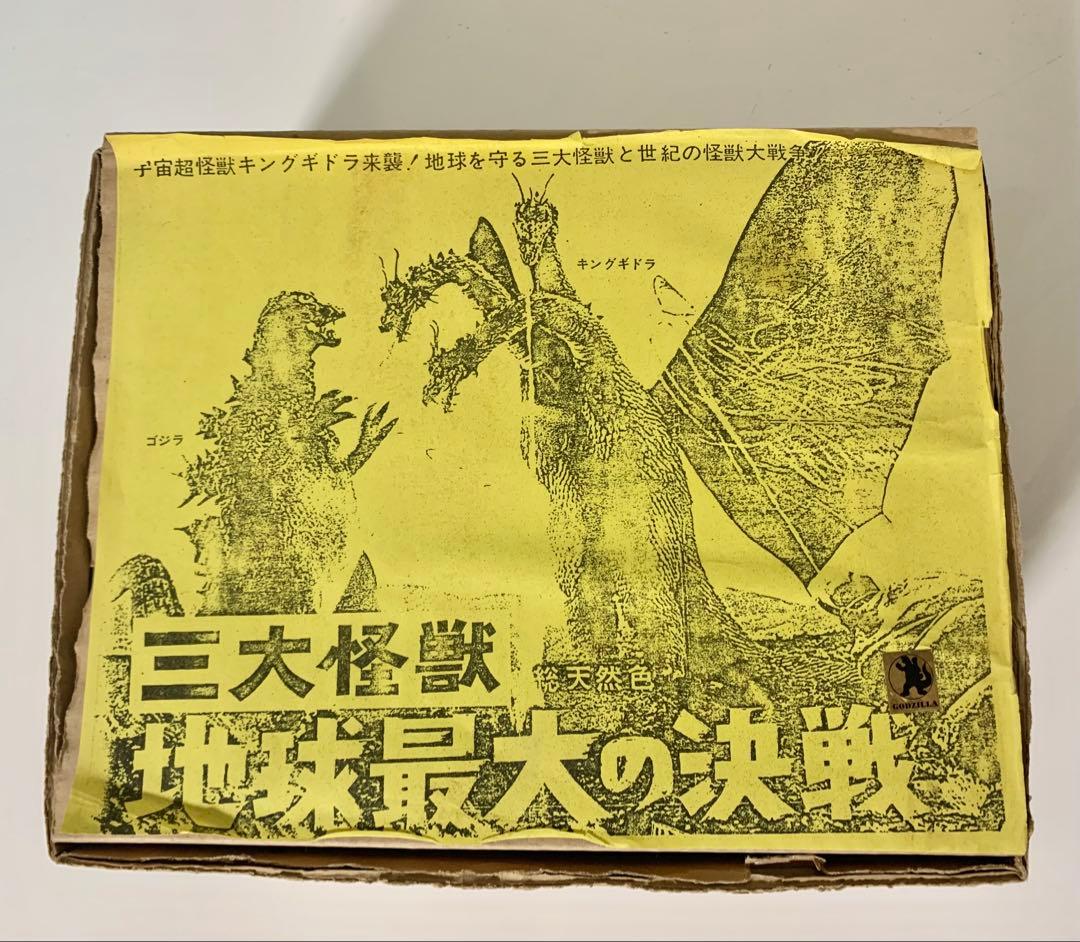 宇宙超怪獣キングギドラ来襲!地球を守る三大怪獣と世紀の怪獣大戦争
キングギドラ
ゴジラ
三大怪獣
総天然色
地球最大の決戦
GODZILLA